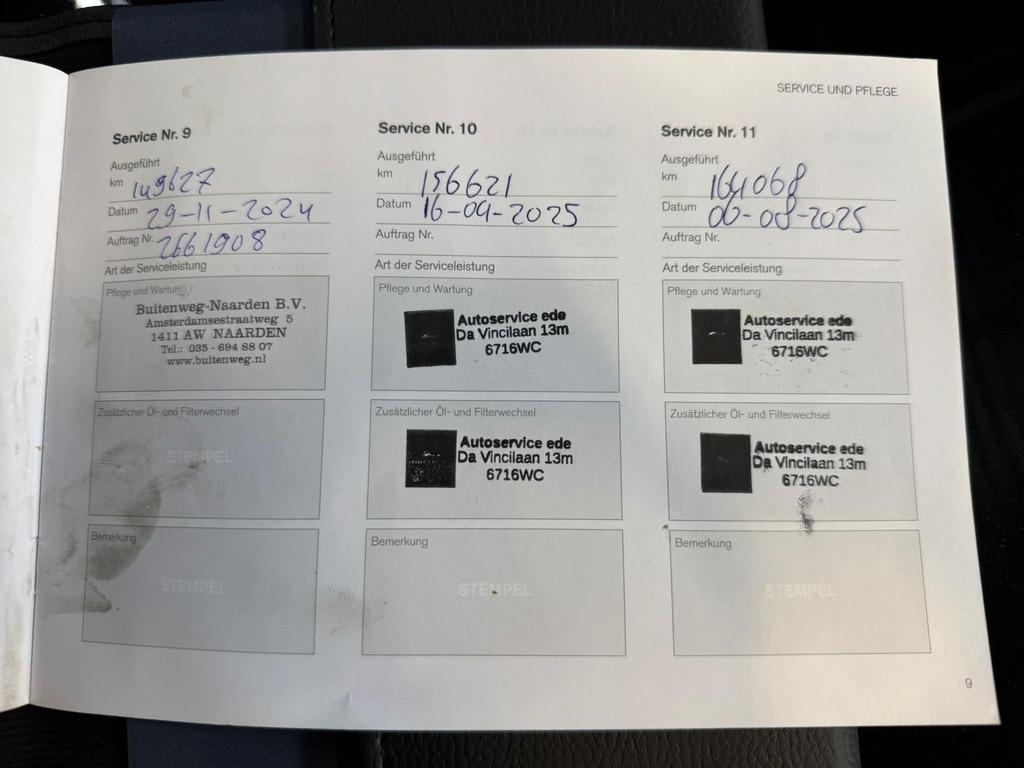 SERVICE UND PFLEGE
Service Nr. 9
Ausgeführt
km 149627
Datum 29-11-2024
Auftrag Nr. 2661908
Art der Serviceleistung
Pflege und Wartung
Buitenweg-Naarden B.V.
Amsterdamsestraatweg 5
1411 AW NAARDEN
Tel.: 035 - 694 88 07
www.buitenweg.nl
Zusätzlicher Öl- und Filterwechsel
STEMPEL
Bemerkung
STEMPEL
Service Nr. 10
Ausgeführt
km 156621
Datum 16-04-2025
Auftrag Nr.
Art der Serviceleistung
Pflege und Wartung
Autoservice ede
Da Vincilaan 13m
6716WC
Zusätzlicher Öl- und Filterwechsel
Autoservice ede
Da Vincilaan 13m
6716WC
Bemerkung
STEMPEL
Service Nr. 11
Ausgeführt
km 164068
Datum 06-08-2025
Auftrag Nr.
Art der Serviceleistung
Pflege und Wartung
Autoservice ede
Da Vincilaan 13m
6716WC
Zusätzlicher Öl- und Filterwechsel
Autoservice ede
Da Vincilaan 13m
6716WC
Bemerkung
STEMPEL
9